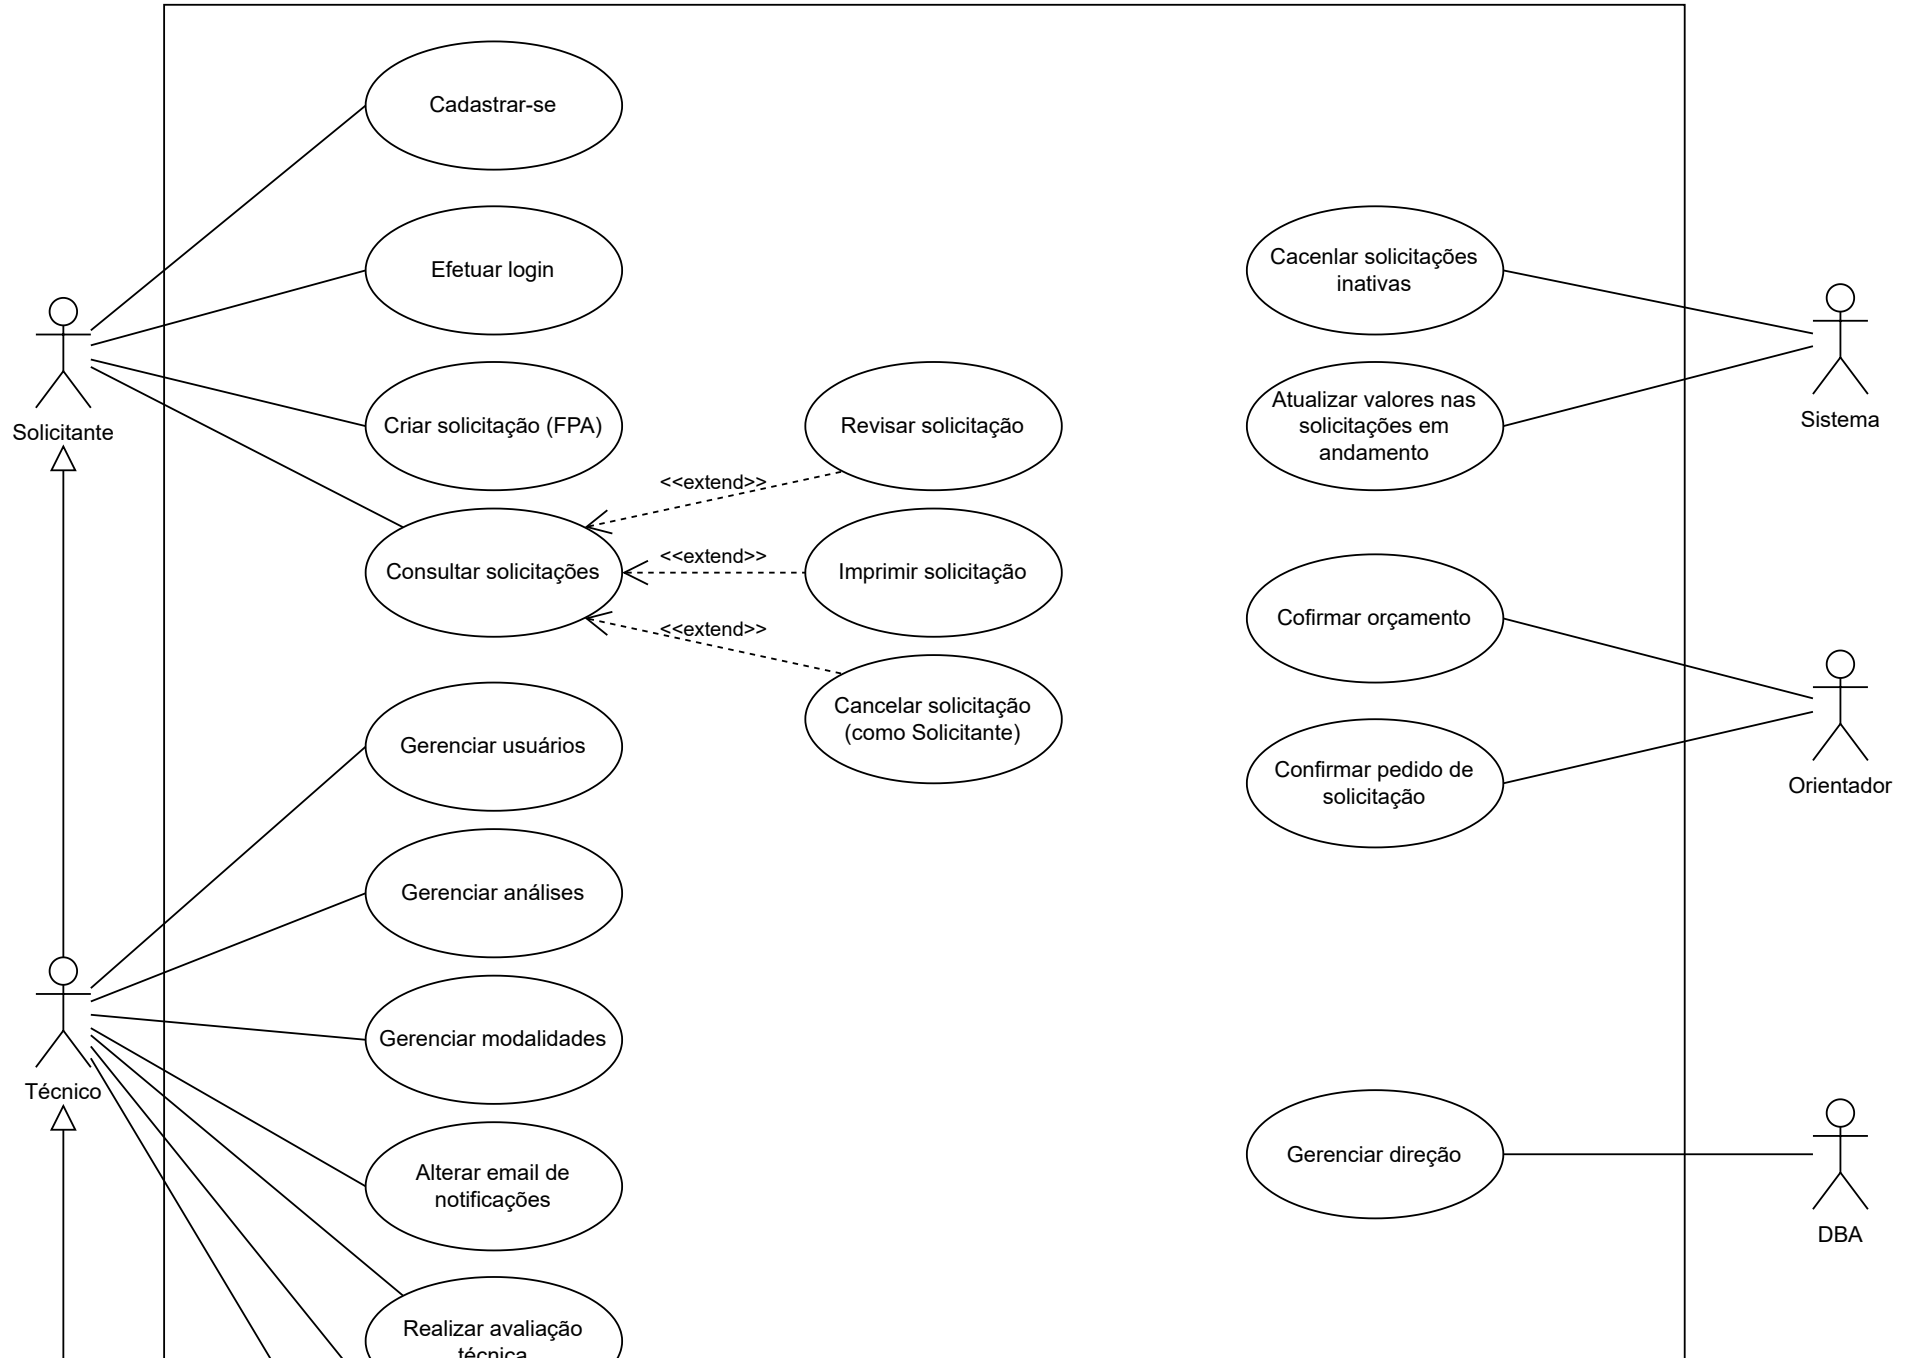 Cadastrar-se
Efetuar login
Cacenlar solicitações
inativas
Solicitante
Criar solicitação (FPA)
Revisar solicitação
Atualizar valores nas
solicitações em
andamento
Sistema
<<extend>>
Consultar solicitações
<<extend>>
Imprimir solicitação
<<extend>>
Cofirmar orçamento
Cancelar solicitação
(como Solicitante)
Gerenciar usuários
Confirmar pedido de
solicitação
Orientador
Gerenciar análises
Gerenciar modalidades
Técnico
Alterar email de
notificações
Gerenciar direção
DBA
Realizar avaliação
técnica